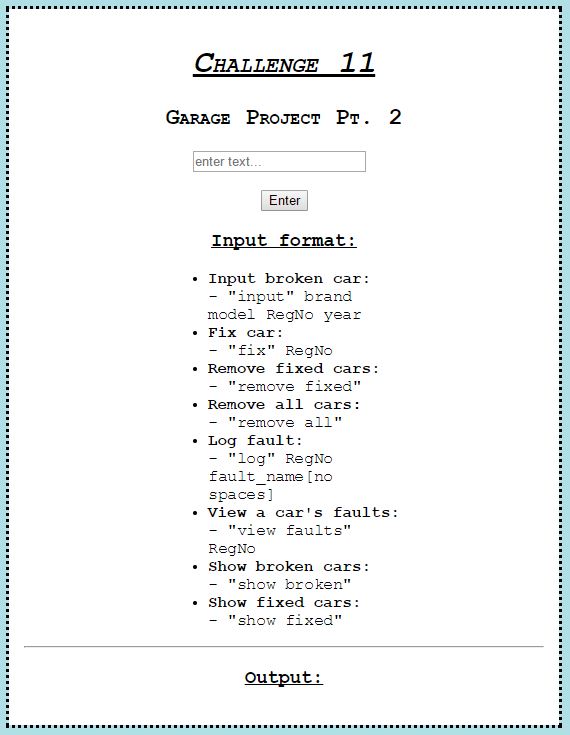 Challenge 11
Garage Project Pt. 2
enter text...
Enter
Input format:
• Input broken car:
- "input" brand
model RegNo year
• Fix car:
- "fix" RegNo
• Remove fixed cars:
- "remove fixed"
• Remove all cars:
- "remove all"
• Log fault:
- "log" RegNo
fault_name[no
spaces]
• View a car's faults:
- "view faults"
RegNo
• Show broken cars:
- "show broken"
• Show fixed cars:
- "show fixed"
Output: